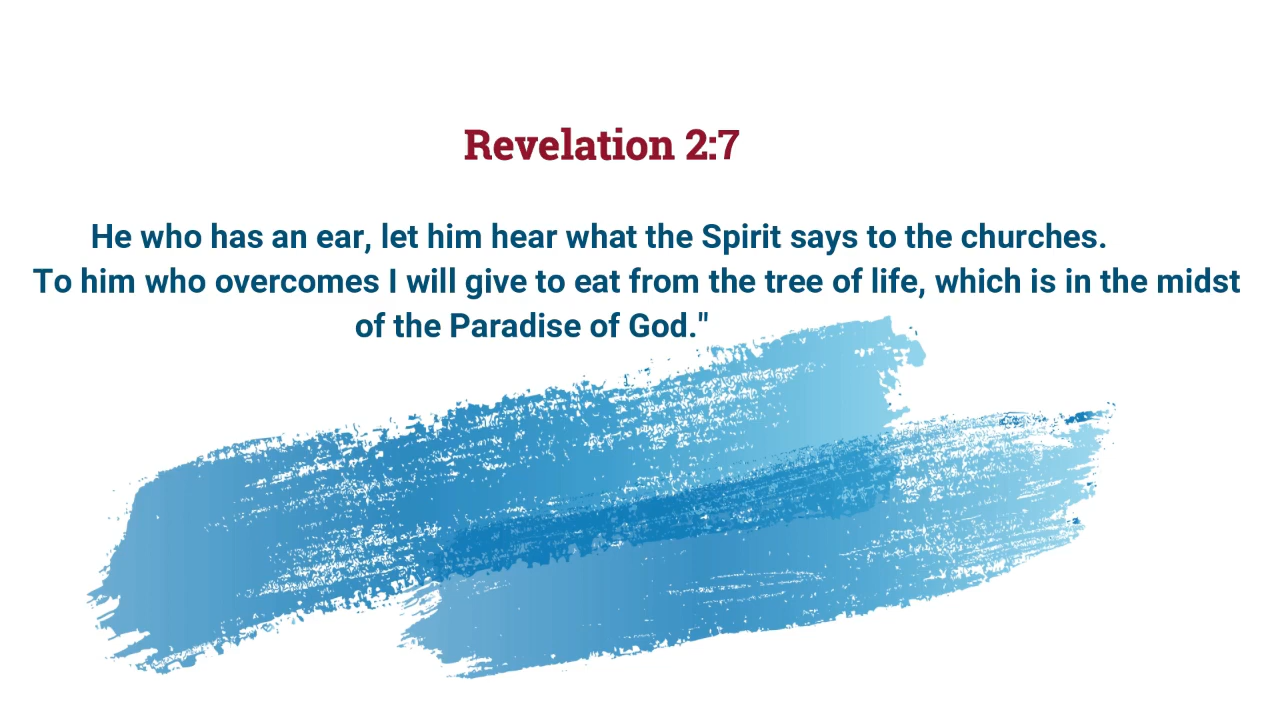 Revelation 2:7
He who has an ear, let him hear what the Spirit says to the churches.
To him who overcomes I will give to eat from the tree of life, which is in the midst
of the Paradise of God."